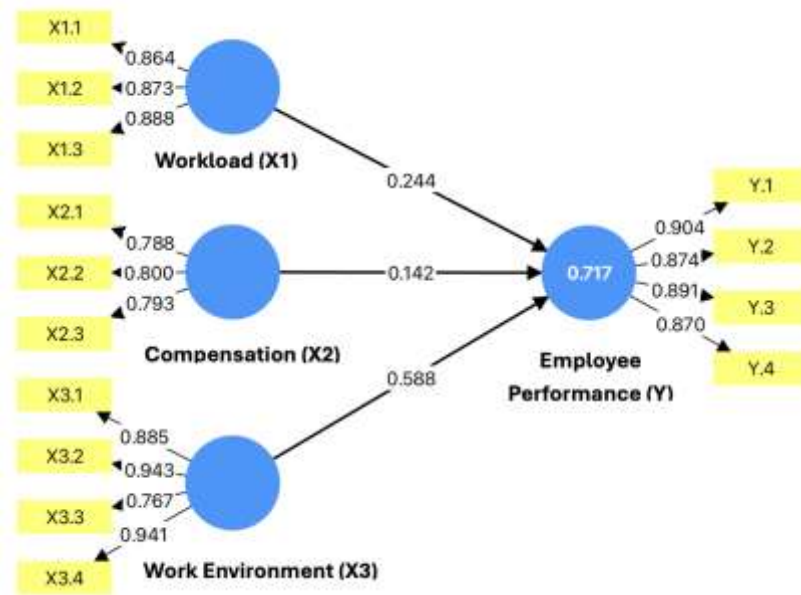 X1.1
0.864
X1.2
0.873
0.888
X1.3
Workload (X1)
0.244
X2.1
0.788
X2.2
0.800
0.793
X2.3
Compensation (X2)
0.142
X3.1
0.885
X3.2
0.943
0.767
X3.3
0.941
X3.4
Work Environment (X3)
0.588
0.717
Employee
Performance (Y)
Y.1
0.904
Y.2
0.874
0.891
Y.3
0.870
Y.4